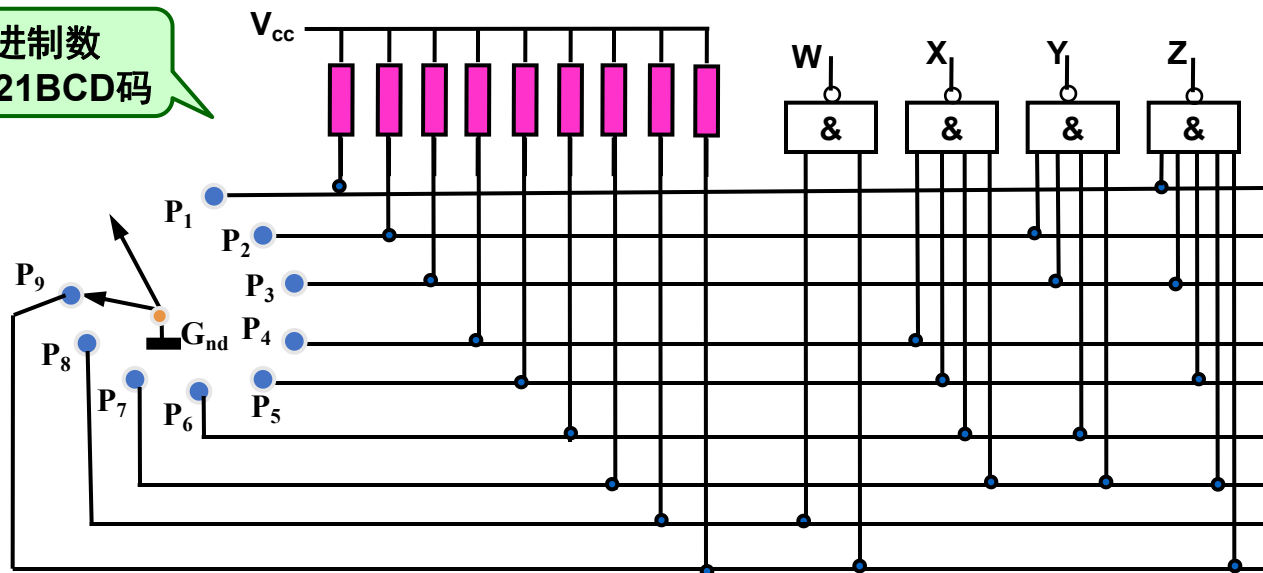 进制数
21BCD码
Vcc
W X Y Z
& & & &
P1
P2
P3
P4
P5
P6
P7
P8
P9
Gnd